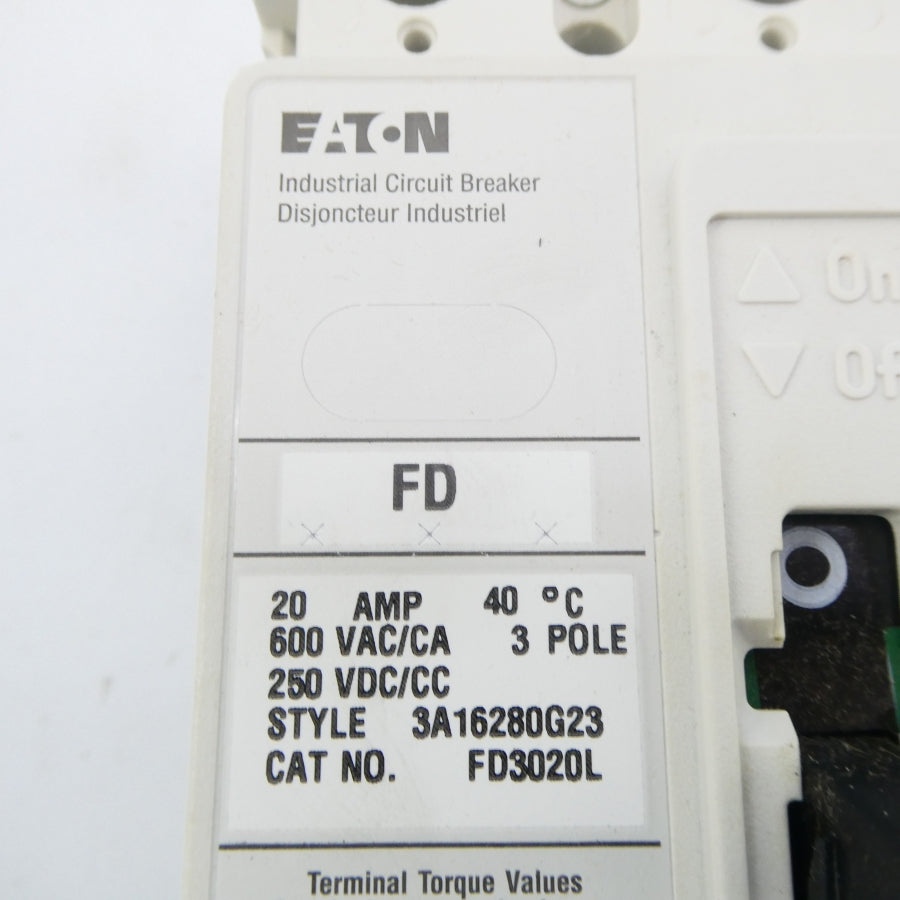 EATON
Industrial Circuit Breaker
Disjoncteur Industriel
On
FD
20 AMP 40 °C
600 VAC/CA 3 POLE
250 VDC/CC
STYLE 3A16280G23
CAT NO. FD3020L
Terminal Torque Values